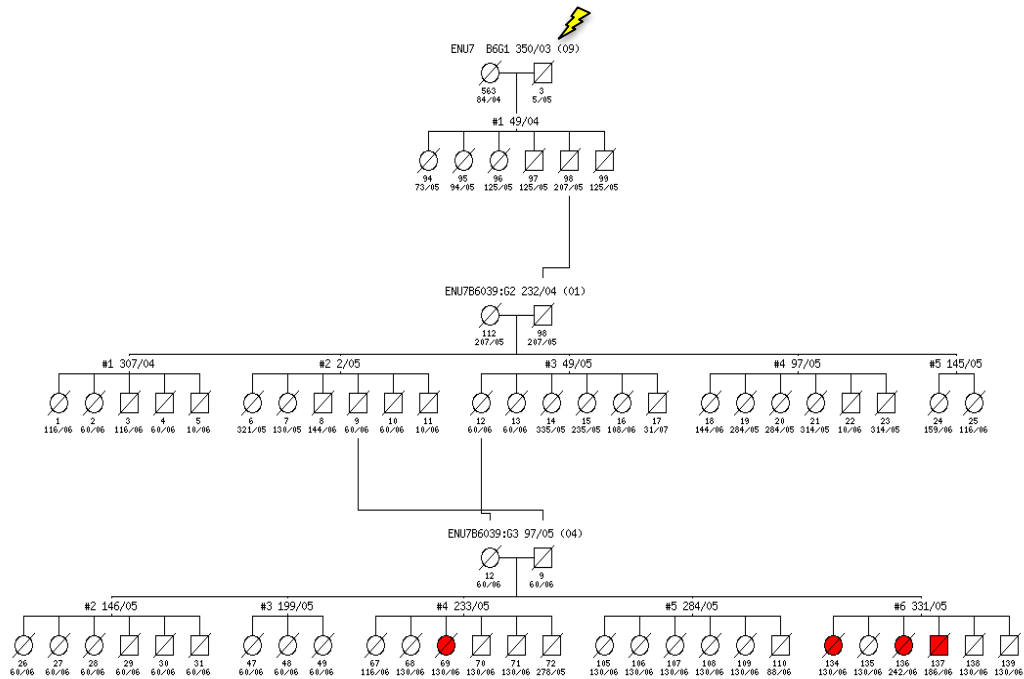 ENU7 B6G1 350/03 (09)
563 3
84/04 5/05
#1 49/04
94 95 96 97 98 99
73/05 94/05 125/05 125/05 207/05 125/05
ENU7B6039:G2 232/04 (01)
112 98
207/05 207/05
#1 307/04 #2 2/05 #3 49/05 #4 97/05 #5 145/05
1 2 3 4 5 6 7 8 9 10 11 12 13 14 15 16 17 18 19 20 21 22 23 24 25
116/06 60/06 116/06 60/06 10/06 321/05 130/05 144/06 60/06 60/06 10/06 60/06 60/06 335/05 235/05 108/06 31/07 144/06 284/05 284/05 314/05 10/06 314/05 159/06 116/06
ENU7B6039:G3 97/05 (04)
12 9
60/06 60/06
#2 146/05 #3 199/05 #4 233/05 #5 284/05 #6 331/05
26 27 28 29 30 31 47 48 49 67 68 69 70 71 72 105 106 107 108 109 110 134 135 136 137 138 139
60/06 60/06 60/06 60/06 60/06 60/06 60/06 60/06 60/06 116/06 130/06 130/06 130/06 130/06 278/05 130/06 130/06 130/06 130/06 130/06 88/06 130/06 130/06 242/06 186/06 130/06 130/06